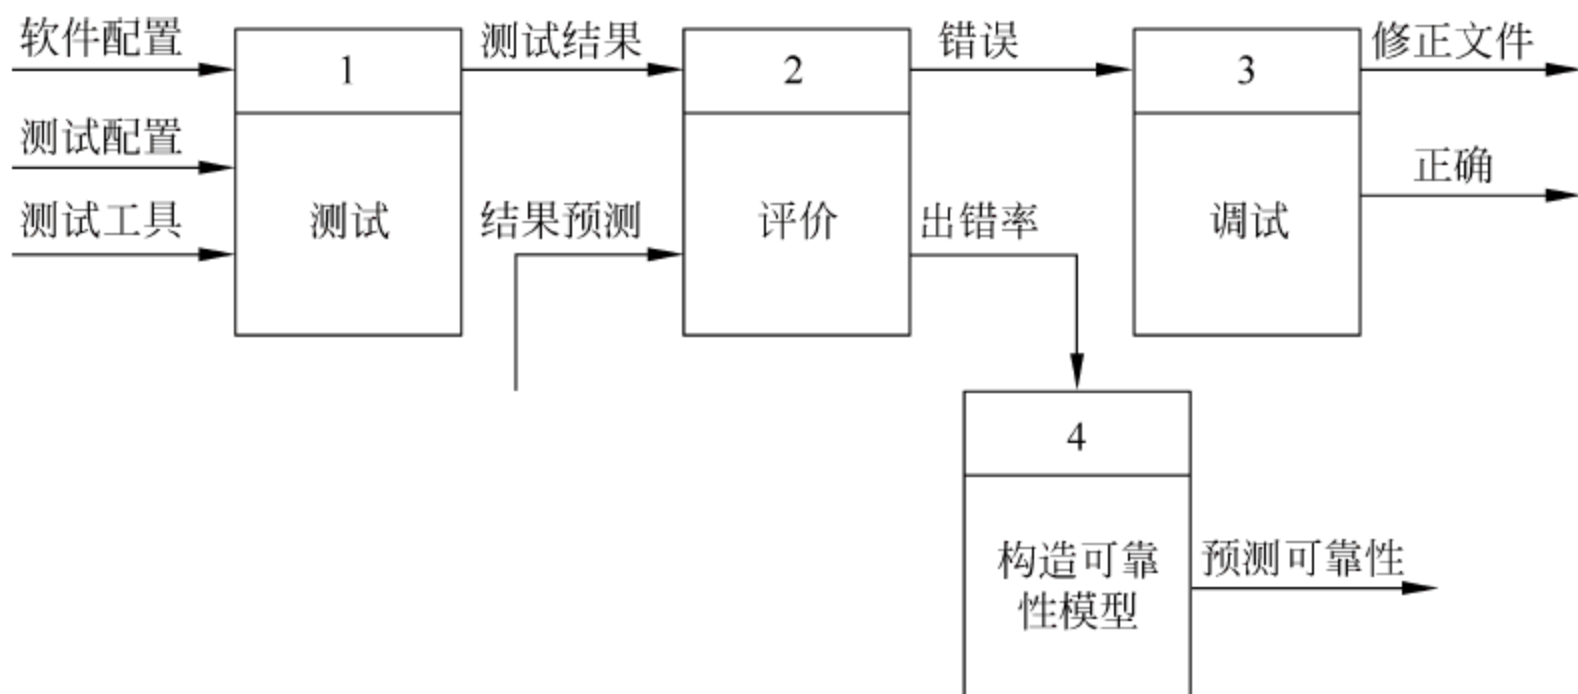 软件配置
1
测试结果
2
错误
3
修正文件
测试配置
正确
测试工具
测试
结果预测
评价
出错率
调试
4
构造可靠
性模型
预测可靠性